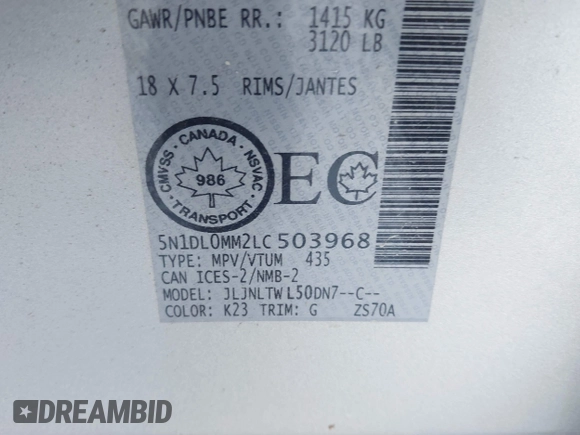 GAWR/PNBE RR.: 1415 KG
3120 LB
18 X 7.5 RIMS/JANTES
CMVSS · CANADA · NSVAC
986
TRANSPORT
EC
5N1DL0MM2LC503968
TYPE: MPV/VTUM 435
CAN ICES-2/NMB-2
MODEL: JLJNLTWL50DN7--C--
COLOR: K23 TRIM: G ZS70A
DREAMBID